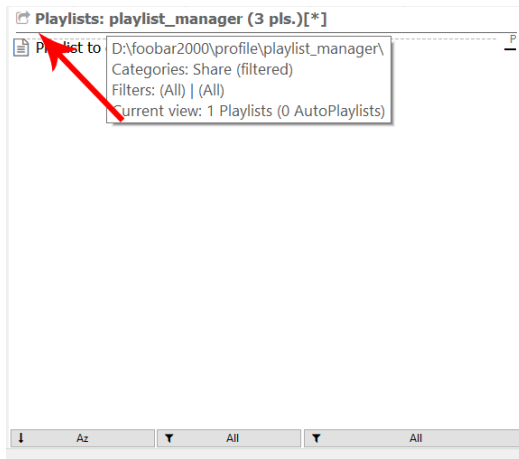 Playlists: playlist_manager (3 pls.)[*]
P
Playlist to
D:\foobar2000\profile\playlist_manager\
Categories: Share (filtered)
Filters: (All) | (All)
Current view: 1 Playlists (0 AutoPlaylists)
Az
All
All